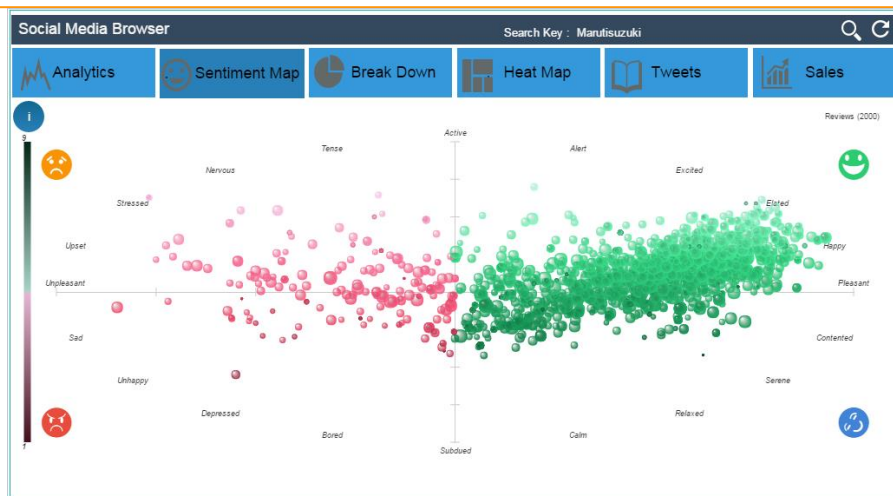 Social Media Browser
Search Key : Marutisuzuki
Analytics
Sentiment Map
Break Down
Heat Map
Tweets
Sales
i
Reviews (2000)
9
Active
Tense
Alert
Nervous
Excited
Stressed
Elated
Upset
Happy
Unpleasant
Pleasant
Sad
Contented
Unhappy
Serene
Depressed
Relaxed
Bored
Calm
1
Subdued